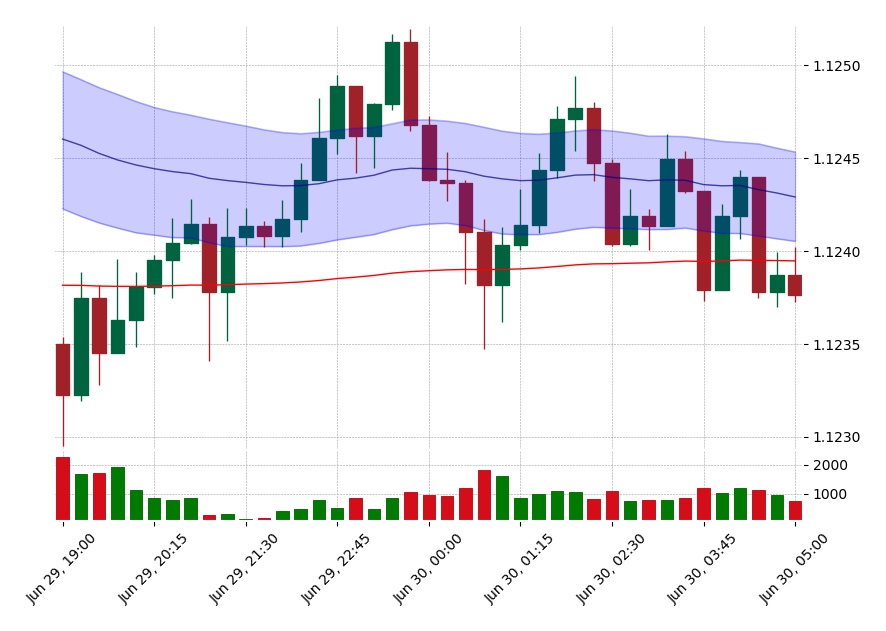 1.1250
1.1245
1.1240
1.1235
1.1230
2000
1000
Jun 29, 19:00
Jun 29, 20:15
Jun 29, 21:30
Jun 29, 22:45
Jun 30, 00:00
Jun 30, 01:15
Jun 30, 02:30
Jun 30, 03:45
Jun 30, 05:00